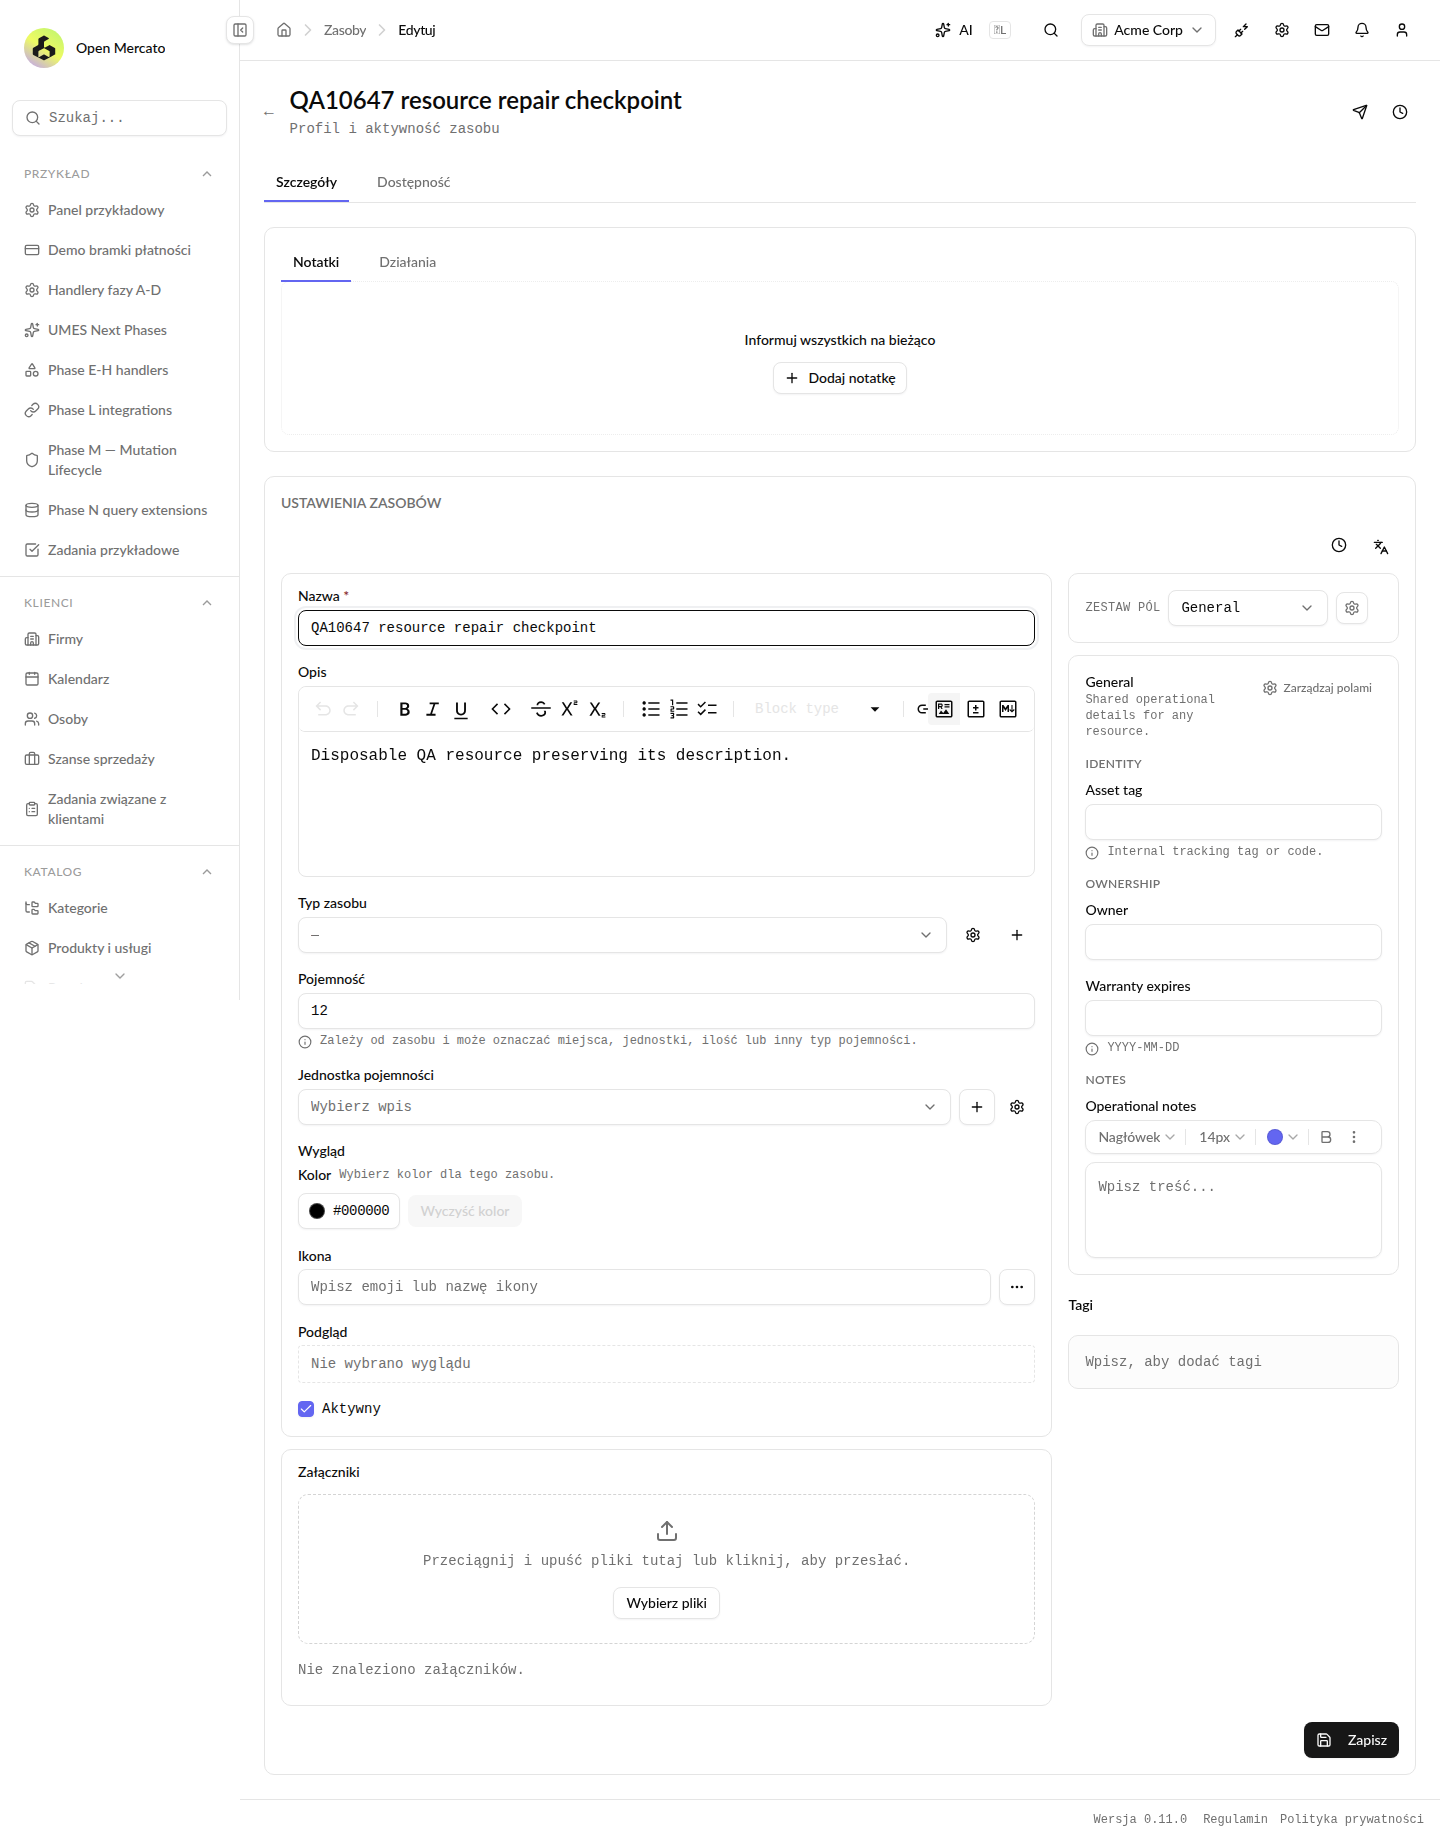 Open Mercato
Szukaj...
PRZYKŁAD
Panel przykładowy
Demo bramki płatności
Handlery fazy A-D
UMES Next Phases
Phase E-H handlers
Phase L integrations
Phase M — Mutation
Lifecycle
Phase N query extensions
Zadania przykładowe
KLIENCI
Firmy
Kalendarz
Osoby
Szanse sprzedaży
Zadania związane z
klientami
KATALOG
Kategorie
Produkty i usługi
Zasoby
Edytuj
AI
L
Acme Corp
←
QA10647 resource repair checkpoint
Profil i aktywność zasobu
Szczegóły
Dostępność
Notatki
Działania
Informuj wszystkich na bieżąco
Dodaj notatkę
USTAWIENIA ZASOBÓW
Nazwa *
QA10647 resource repair checkpoint
Opis
Block type
Disposable QA resource preserving its description.
Typ zasobu
—
Pojemność
12
Zależy od zasobu i może oznaczać miejsca, jednostki, ilość lub inny typ pojemności.
Jednostka pojemności
Wybierz wpis
Wygląd
Kolor Wybierz kolor dla tego zasobu.
#000000
Wyczyść kolor
Ikona
Wpisz emoji lub nazwę ikony
Podgląd
Nie wybrano wyglądu
Aktywny
Załączniki
Przeciągnij i upuść pliki tutaj lub kliknij, aby przesłać.
Wybierz pliki
Nie znaleziono załączników.
ZESTAW PÓL
General
General
Zarządzaj polami
Shared operational
details for any
resource.
IDENTITY
Asset tag
Internal tracking tag or code.
OWNERSHIP
Owner
Warranty expires
YYYY-MM-DD
NOTES
Operational notes
Nagłówek
14px
B
Wpisz treść...
Tagi
Wpisz, aby dodać tagi
Zapisz
Wersja 0.11.0
Regulamin
Polityka prywatności